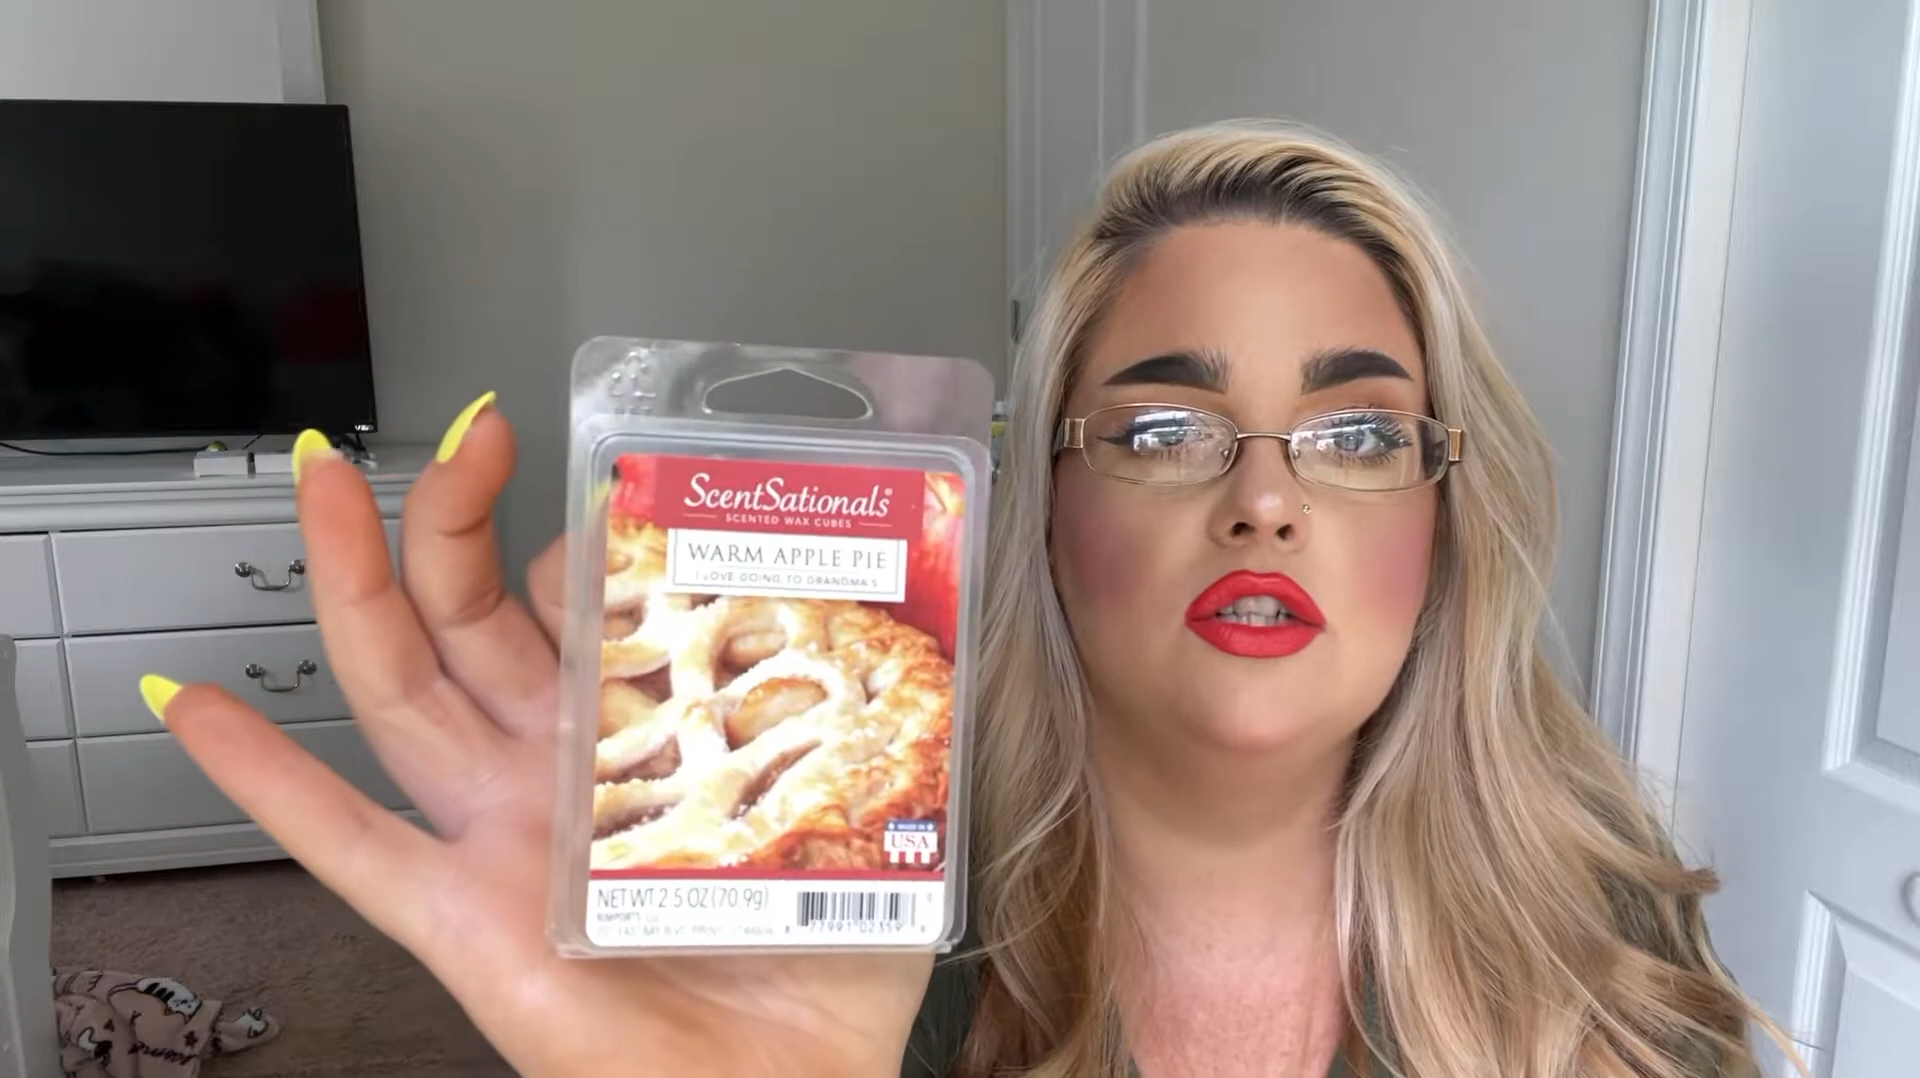 ScentSationals®
SCENTED WAX CUBES
WARM APPLE PIE
I LOVE GOING TO GRANDMA'S
MADE IN
USA
NET WT 2.5 OZ (70.9g)
VIZIO